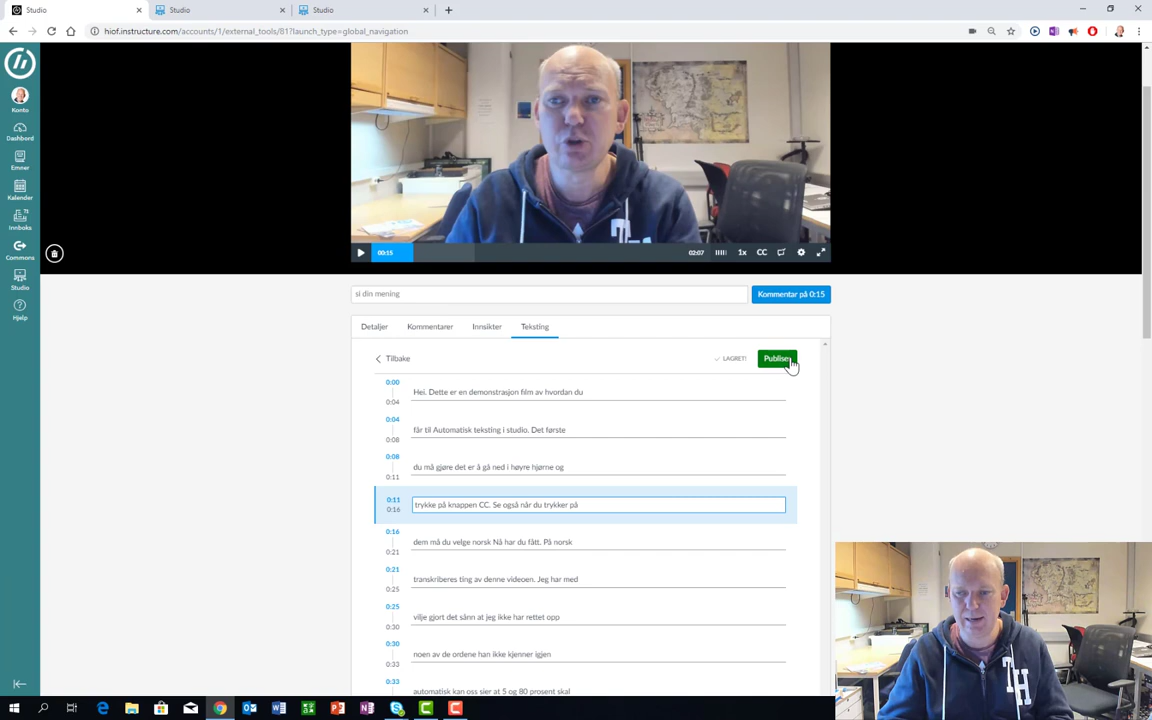 Studio
Studio
Studio
hiof.instructure.com/accounts/1/external_tools/81?launch_type=global_navigation
Konto
Dashbord
Emner
Kalender
Innboks
Commons
Studio
Hjelp
00:15
02:07
1x
CC
si din mening
Kommentar på 0:15
Detaljer
Kommentarer
Innsikter
Teksting
Tilbake
LAGRET!
Publiser
0:00
0:04
Hei. Dette er en demonstrasjon film av hvordan du
0:04
0:08
får til Automatisk teksting i studio. Det første
0:08
0:11
du må gjøre det er å gå ned i høyre hjørne og
0:11
0:16
trykke på knappen CC. Se også når du trykker på
0:16
0:21
dem må du velge norsk Nå har du fått. På norsk
0:21
0:25
transkriberes ting av denne videoen. Jeg har med
0:25
0:30
vilje gjort det sånn at jeg ikke har rettet opp
0:30
0:33
noen av de ordene han ikke kjenner igjen
0:33
automatisk kan oss sier at 5 og 80 prosent skal